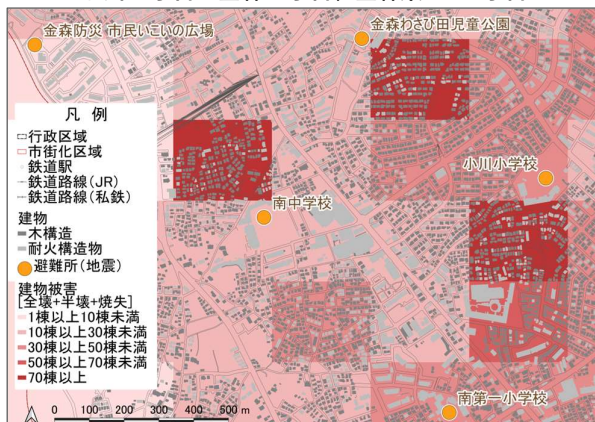 金森防災 市民いこいの広場
金森わさび田児童公園
凡 例
行政区域
市街化区域
鉄道駅
鉄道路線(JR)
鉄道路線(私鉄)
建物
木構造
耐火構造物
避難所(地震)
建物被害
[全壊+半壊+焼失]
1棟以上10棟未満
10棟以上30棟未満
30棟以上50棟未満
50棟以上70棟未満
70棟以上
小川小学校
南中学校
南第一小学校
0 100 200 300 400 500 m